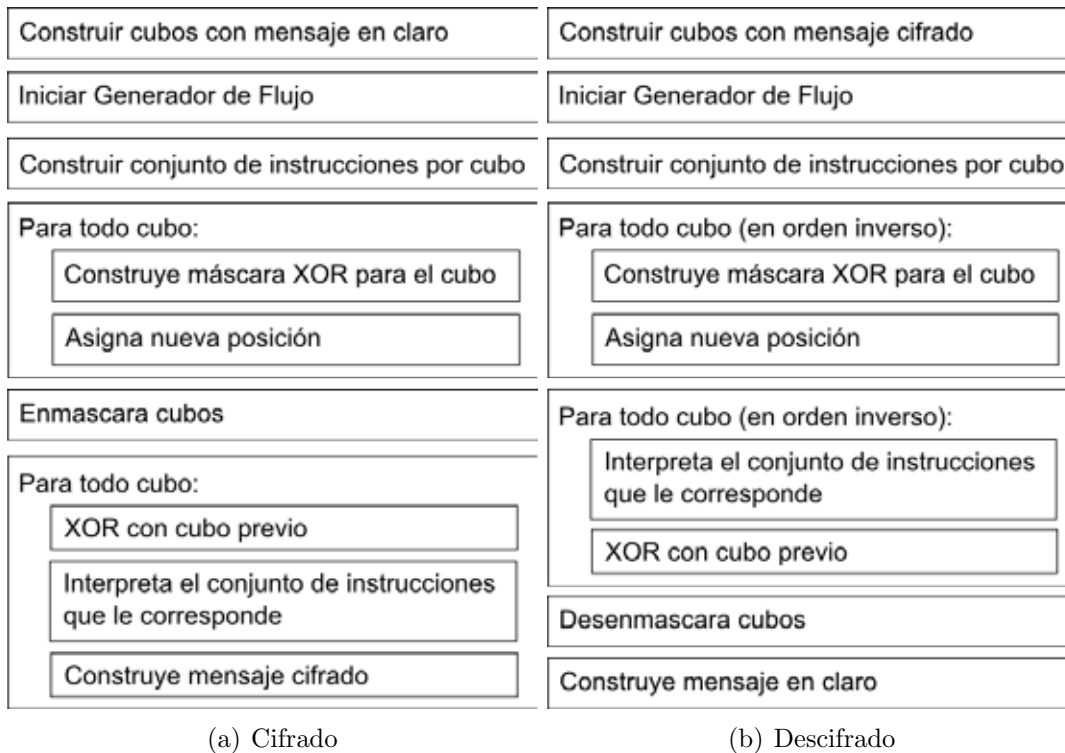 Construir cubos con mensaje en claro
Iniciar Generador de Flujo
Construir conjunto de instrucciones por cubo
Para todo cubo:
Construye máscara XOR para el cubo
Asigna nueva posición
Enmascara cubos
Para todo cubo:
XOR con cubo previo
Interpreta el conjunto de instrucciones
que le corresponde
Construye mensaje cifrado
(a) Cifrado
Construir cubos con mensaje cifrado
Iniciar Generador de Flujo
Construir conjunto de instrucciones por cubo
Para todo cubo (en orden inverso):
Construye máscara XOR para el cubo
Asigna nueva posición
Para todo cubo (en orden inverso):
Interpreta el conjunto de instrucciones
que le corresponde
XOR con cubo previo
Desenmascara cubos
Construye mensaje en claro
(b) Descifrado